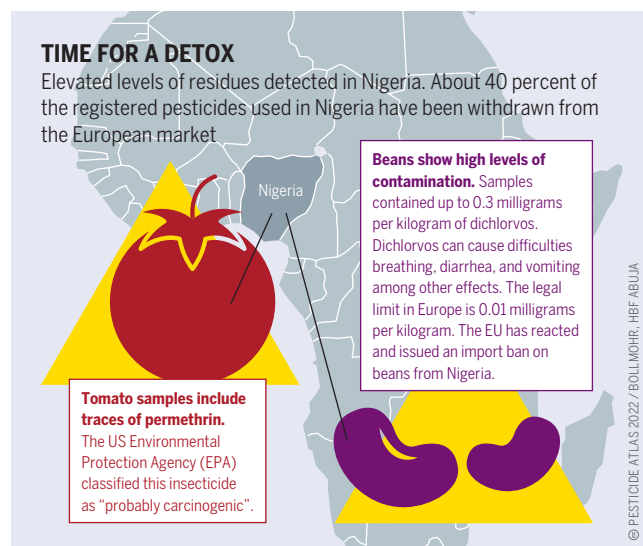 TIME FOR A DETOX
Elevated levels of residues detected in Nigeria. About 40 percent of
the registered pesticides used in Nigeria have been withdrawn from
the European market
Nigeria
Beans show high levels of
contamination. Samples
contained up to 0.3 milligrams
per kilogram of dichlorvos.
Dichlorvos can cause difficulties
breathing, diarrhea, and vomiting
among other effects. The legal
limit in Europe is 0.01 milligrams
per kilogram. The EU has reacted
and issued an import ban on
beans from Nigeria.
Tomato samples include
traces of permethrin.
The US Environmental
Protection Agency (EPA)
classified this insecticide
as “probably carcinogenic”.
PESTICIDE ATLAS 2022 / BOLLMOHR, HBF ABUJA